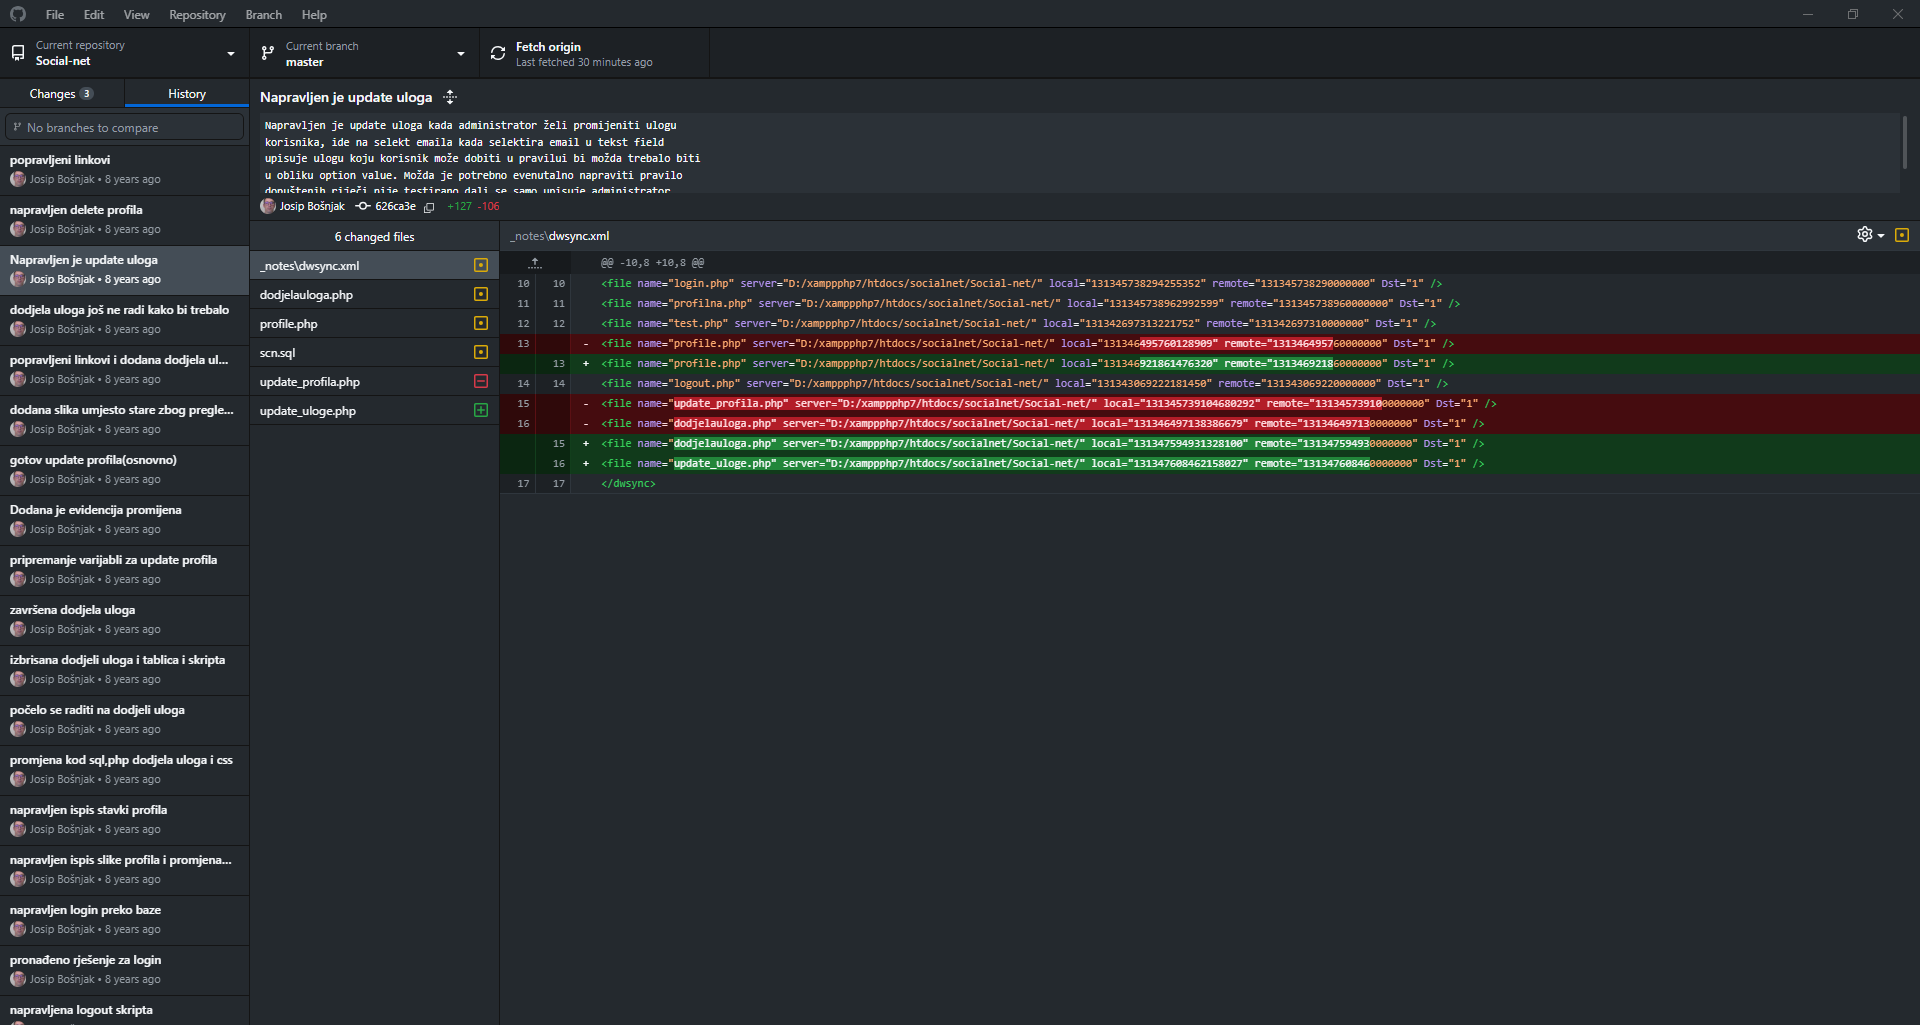 File Edit View Repository Branch Help
Current repository
Social-net
Current branch
master
Fetch origin
Last fetched 30 minutes ago
Changes 3
History
No branches to compare
popravljeni linkovi
Josip Bošnjak • 8 years ago
napravljen delete profila
Josip Bošnjak • 8 years ago
Napravljen je update uloga
Josip Bošnjak • 8 years ago
dodjela uloga još ne radi kako bi trebalo
Josip Bošnjak • 8 years ago
popravljeni linkovi i dodana dodjela ul...
Josip Bošnjak • 8 years ago
dodana slika umjesto stare zbog pregle...
Josip Bošnjak • 8 years ago
gotov update profila(osnovno)
Josip Bošnjak • 8 years ago
Dodana je evidencija promijena
Josip Bošnjak • 8 years ago
pripremanje varijabli za update profila
Josip Bošnjak • 8 years ago
završena dodjela uloga
Josip Bošnjak • 8 years ago
izbrisana dodjeli uloga i tablica i skripta
Josip Bošnjak • 8 years ago
počelo se raditi na dodjeli uloga
Josip Bošnjak • 8 years ago
promjena kod sql,php dodjela uloga i css
Josip Bošnjak • 8 years ago
napravljen ispis stavki profila
Josip Bošnjak • 8 years ago
napravljen ispis slike profila i promjena...
Josip Bošnjak • 8 years ago
napravljen login preko baze
Josip Bošnjak • 8 years ago
pronađeno rješenje za login
Josip Bošnjak • 8 years ago
napravljena logout skripta
Napravljen je update uloga
Napravljen je update uloga kada administrator želi promijeniti ulogu
korisnika, ide na selekt emaila kada selektira email u tekst field
upisuje ulogu koju korisnik može dobiti u pravilui bi možda trebalo biti
u obliku option value. Možda je potrebno evenutalno napraviti pravilo
dopuštenih riječi nije testirano dali se samo upisuje administrator
Josip Bošnjak 626ca3e +127 -106
6 changed files
_notes\dwsync.xml
dodjelauloga.php
profile.php
scn.sql
update_profila.php
update_uloge.php
_notes\dwsync.xml
@@ -10,8 +10,8 @@
10 10 <file name="login.php" server="D:/xamppphp7/htdocs/socialnet/Social-net/" local="131345738294255352" remote="131345738290000000" Dst="1" />
11 11 <file name="profilna.php" server="D:/xamppphp7/htdocs/socialnet/Social-net/" local="131345738962992599" remote="131345738960000000" Dst="1" />
12 12 <file name="test.php" server="D:/xamppphp7/htdocs/socialnet/Social-net/" local="131342697313221752" remote="131342697310000000" Dst="1" />
13 - <file name="profile.php" server="D:/xamppphp7/htdocs/socialnet/Social-net/" local="131346495760128909" remote="131346495760000000" Dst="1" />
13 + <file name="profile.php" server="D:/xamppphp7/htdocs/socialnet/Social-net/" local="131346921861476320" remote="131346921860000000" Dst="1" />
14 14 <file name="logout.php" server="D:/xamppphp7/htdocs/socialnet/Social-net/" local="131343069222181450" remote="131343069220000000" Dst="1" />
15 - <file name="update_profila.php" server="D:/xamppphp7/htdocs/socialnet/Social-net/" local="131345739104680292" remote="131345739100000000" Dst="1" />
16 - <file name="dodjelauloga.php" server="D:/xamppphp7/htdocs/socialnet/Social-net/" local="131346497138386679" remote="131346497130000000" Dst="1" />
15 + <file name="dodjelauloga.php" server="D:/xamppphp7/htdocs/socialnet/Social-net/" local="131347594931328100" remote="131347594930000000" Dst="1" />
16 + <file name="update_uloge.php" server="D:/xamppphp7/htdocs/socialnet/Social-net/" local="131347608462158027" remote="131347608460000000" Dst="1" />
17 17 </dwsync>